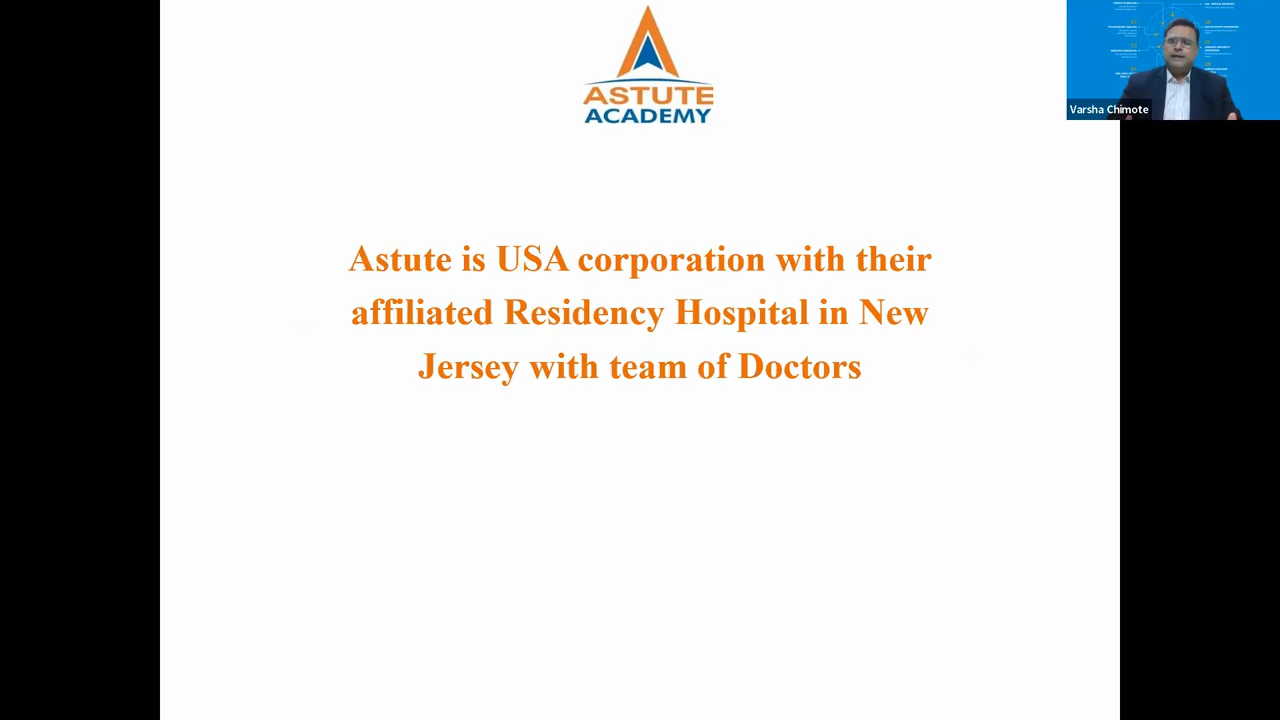 ASTUTE
ACADEMY
Varsha Chimote
Astute is USA corporation with their
affiliated Residency Hospital in New
Jersey with team of Doctors